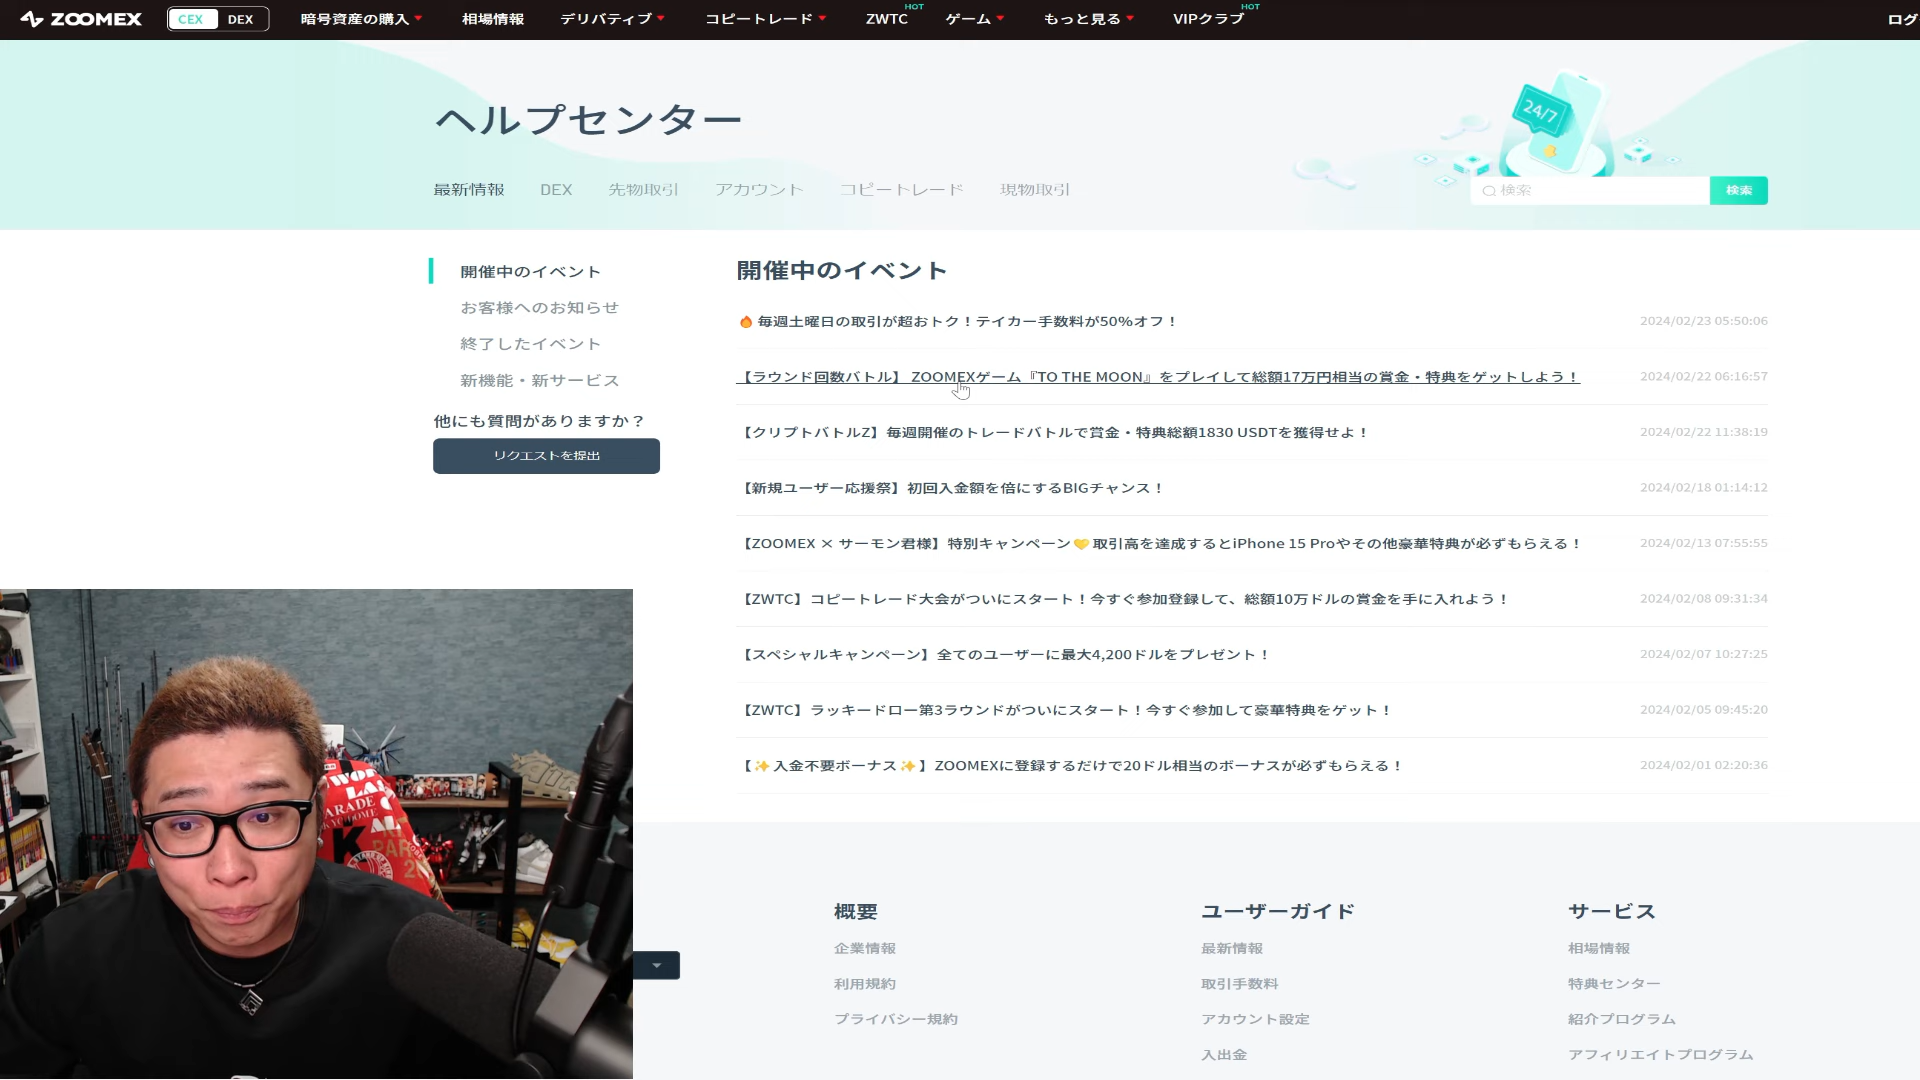 ZOOMEX
CEX DEX 暗号資産の購入 相場情報 デリバティブ コピートレード ZWTC HOT ゲーム もっと見る VIPクラブ HOT ログ
ヘルプセンター
24/7
最新情報 DEX 先物取引 アカウント コピートレード 現物取引
検索 検索
開催中のイベント
お客様へのお知らせ
終了したイベント
新機能・新サービス
他にも質問がありますか？
リクエストを提出
開催中のイベント
🔥 毎週土曜日の取引が超おトク！テイカー手数料が50%オフ！ 2024/02/23 05:50:06
【ラウンド回数バトル】 ZOOMEXゲーム『TO THE MOON』をプレイして総額17万円相当の賞金・特典をゲットしよう！ 2024/02/22 06:16:57
【クリプトバトルZ】毎週開催のトレードバトルで賞金・特典総額1830 USDTを獲得せよ！ 2024/02/22 11:38:19
【新規ユーザー応援祭】初回入金額を倍にするBIGチャンス！ 2024/02/18 01:14:12
【ZOOMEX × サーモン君様】特別キャンペーン💛 取引高を達成するとiPhone 15 Proやその他豪華特典が必ずもらえる！ 2024/02/13 07:55:55
【ZWTC】コピートレード大会がついにスタート！今すぐ参加登録して、総額10万ドルの賞金を手に入れよう！ 2024/02/08 09:31:34
【スペシャルキャンペーン】全てのユーザーに最大4,200ドルをプレゼント！ 2024/02/07 10:27:25
【ZWTC】ラッキードロー第3ラウンドがついにスタート！今すぐ参加して豪華特典をゲット！ 2024/02/05 09:45:20
【✨入金不要ボーナス✨】ZOOMEXに登録するだけで20ドル相当のボーナスが必ずもらえる！ 2024/02/01 02:20:36
概要
企業情報
利用規約
プライバシー規約
ユーザーガイド
最新情報
取引手数料
アカウント設定
入出金
サービス
相場情報
特典センター
紹介プログラム
アフィリエイトプログラム